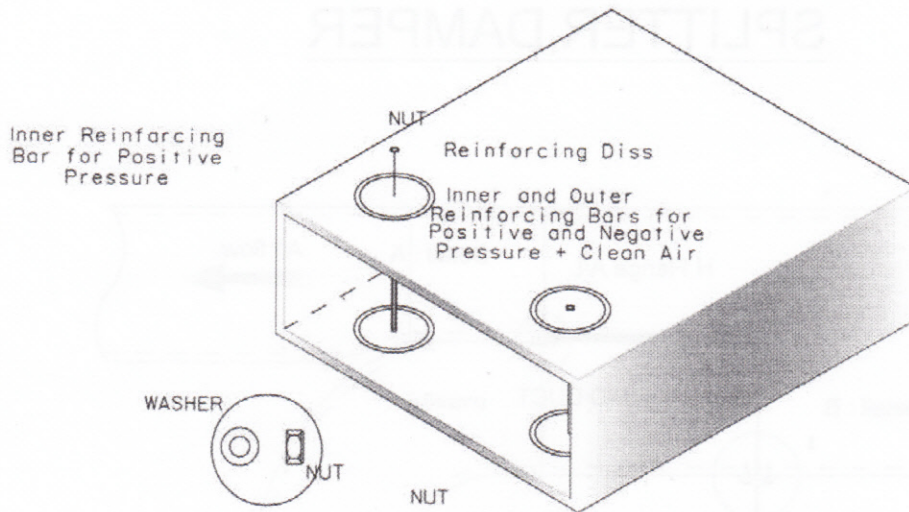 NUT
Inner Reinfarcing
Bar for Positive
Pressure
Reinforcing Diss
Inner and Outer
Reinforcing Bars for
Positive and Negative
Pressure + Clean Air
WASHER
NUT
NUT
SPLITTER DAMPER